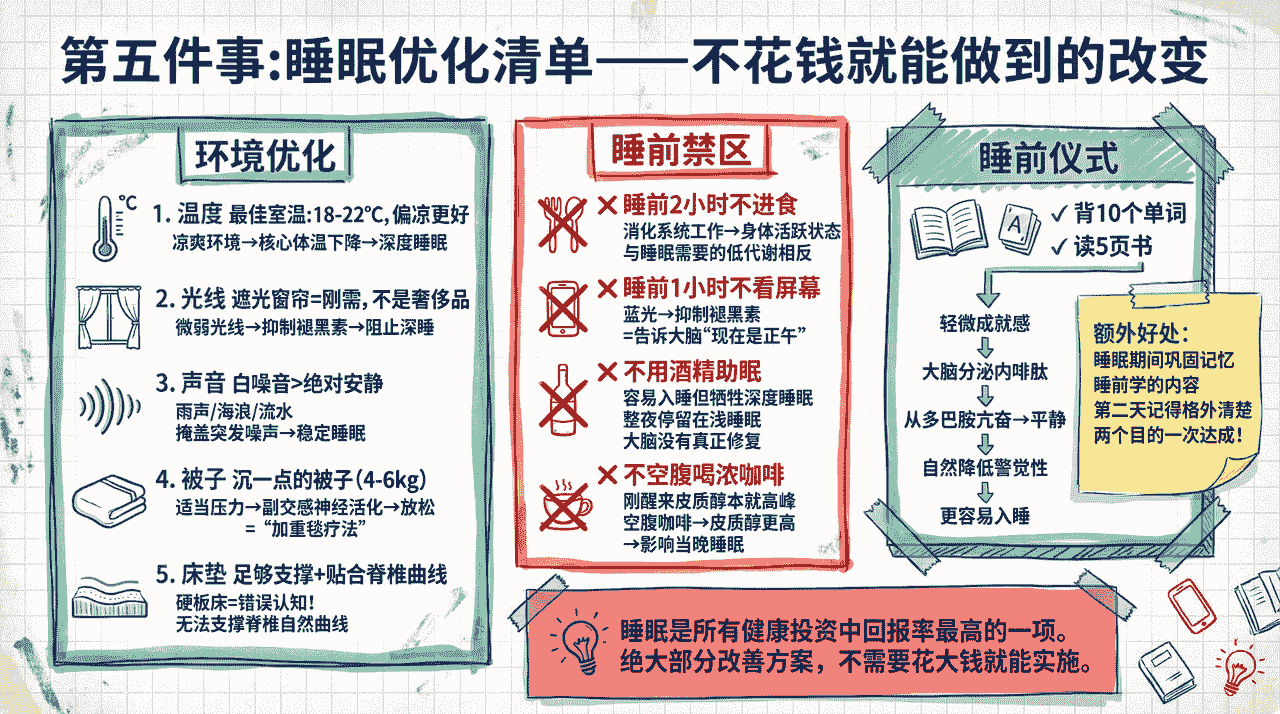 第五件事:睡眠优化清单——不花钱就能做到的改变
环境优化
℃
1. 温度 最佳室温:18-22℃,偏凉更好
凉爽环境→核心体温下降→深度睡眠
2. 光线 遮光窗帘=刚需,不是奢侈品
微弱光线→抑制褪黑素→阻止深睡
3. 声音 白噪音>绝对安静
雨声/海浪/流水
掩盖突发噪声→稳定睡眠
4. 被子 沉一点的被子(4-6kg)
适当压力→副交感神经活化→放松
=“加重毯疗法”
5. 床垫 足够支撑+贴合脊椎曲线
硬板床=错误认知!
无法支撑脊椎自然曲线
睡前禁区
× 睡前2小时不进食
消化系统工作→身体活跃状态
与睡眠需要的低代谢相反
× 睡前1小时不看屏幕
蓝光→抑制褪黑素
=告诉大脑“现在是正午”
× 不用酒精助眠
容易入睡但牺牲深度睡眠
整夜停留在浅睡眠
大脑没有真正修复
× 不空腹喝浓咖啡
刚醒来皮质醇本就高峰
空腹咖啡→皮质醇更高
→影响当晚睡眠
睡前仪式
A
✓ 背10个单词
✓ 读5页书
轻微成就感
大脑分泌内啡肽
从多巴胺亢奋→平静
自然降低警觉性
更容易入睡
额外好处:
睡眠期间巩固记忆
睡前学的内容
第二天记得格外清楚
两个目的一次达成!
睡眠是所有健康投资中回报率最高的一项。
绝大部分改善方案，不需要花大钱就能实施。